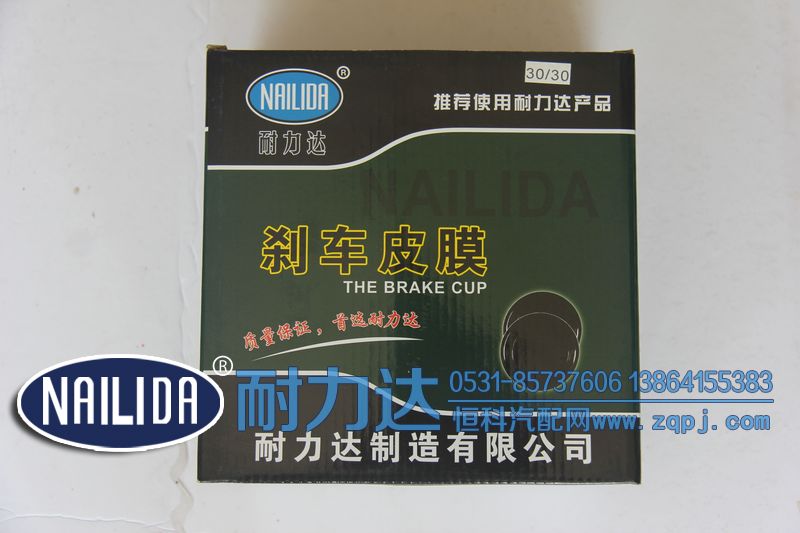 30/30
NAILIDA®
推荐使用耐力达产品
耐力达
NAILIDA
刹车皮膜
THE BRAKE CUP
质量保证，首选耐力达
NAILIDA®
耐力达
0531-85737606 13864155383
恒科汽配网www.zqpj.com
耐力达制造有限公司